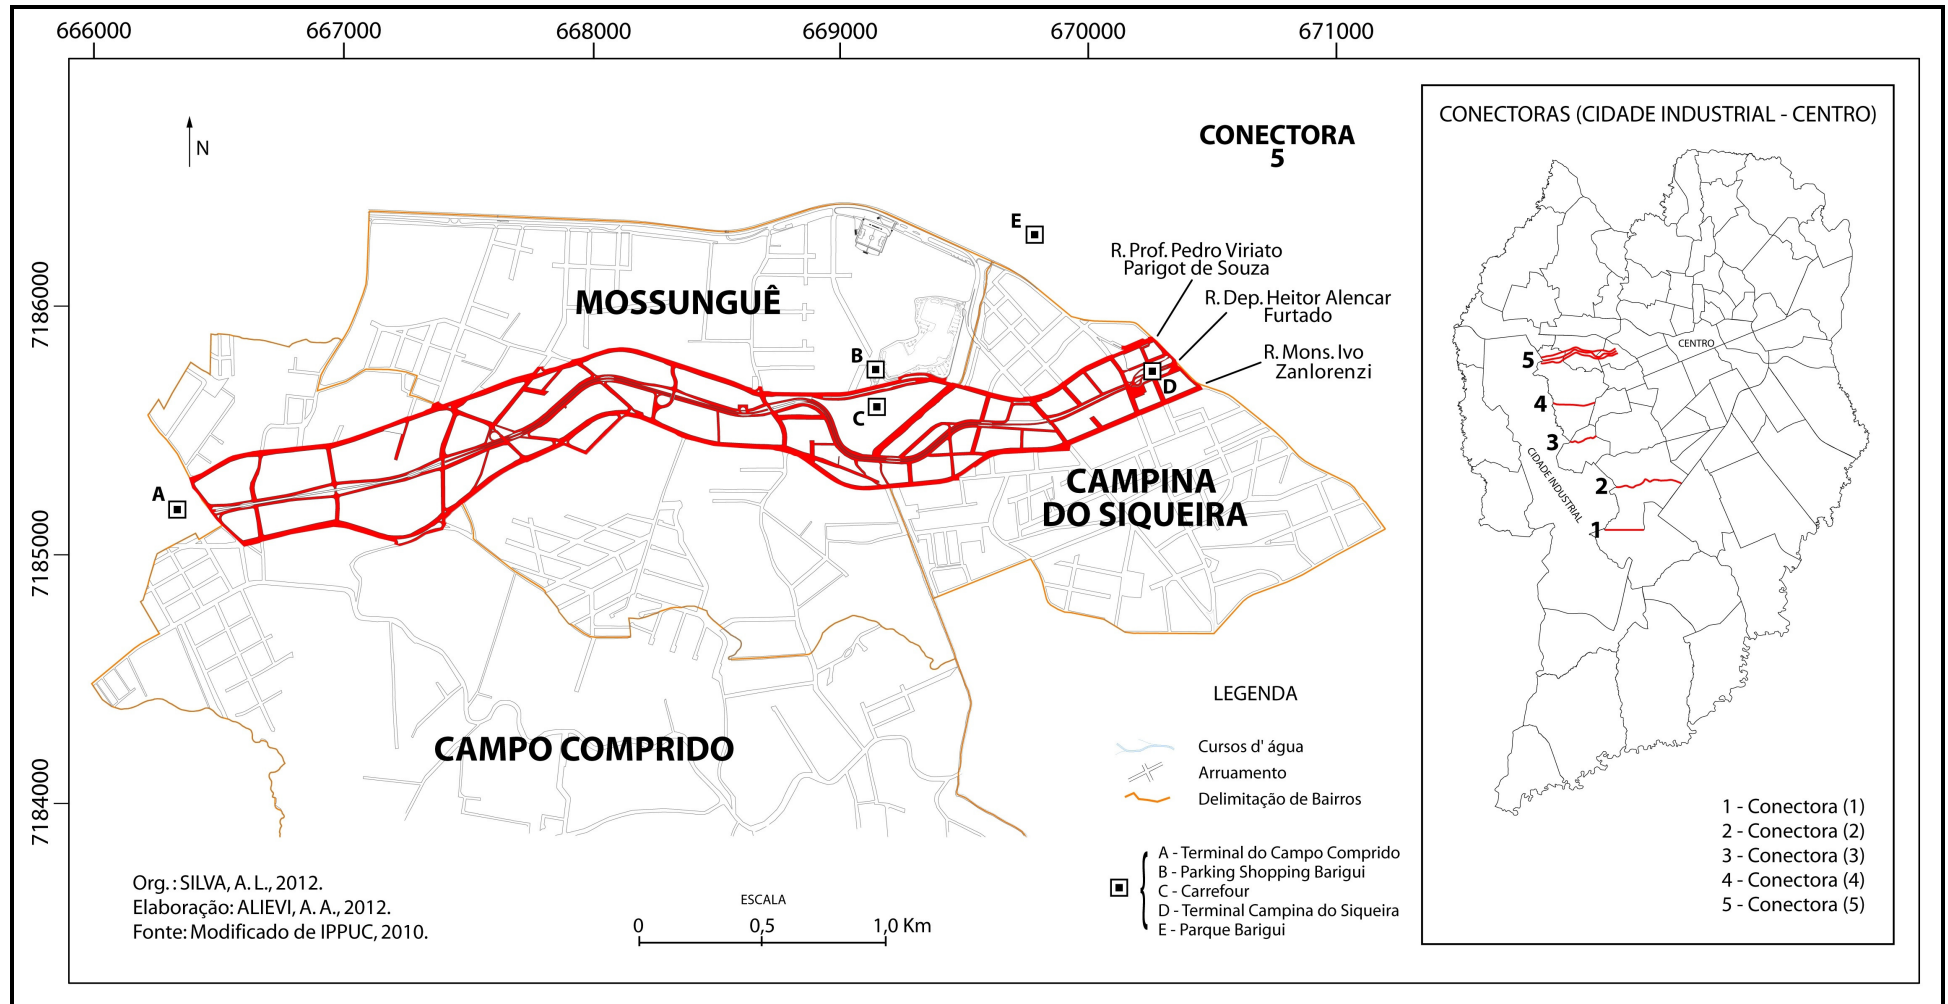 666000 667000 668000 669000 670000 671000
7186000
7185000
7184000
N
CONECTORA
5
E
R. Prof. Pedro Viriato
Parigot de Souza
R. Dep. Heitor Alencar
Furtado
R. Mons. Ivo
Zanlorenzi
MOSSUNGUÊ
B
C
D
A
CAMPINA
DO SIQUEIRA
CAMPO COMPRIDO
LEGENDA
Cursos d' água
Arruamento
Delimitação de Bairros
A - Terminal do Campo Comprido
B - Parking Shopping Barigui
C - Carrefour
D - Terminal Campina do Siqueira
E - Parque Barigui
Org. : SILVA, A. L., 2012.
Elaboração: ALIEVI, A. A., 2012.
Fonte: Modificado de IPPUC, 2010.
ESCALA
0 0,5 1,0 Km
CONECTORAS (CIDADE INDUSTRIAL - CENTRO)
CENTRO
5
4
3
CIDADE INDUSTRIAL
2
1
1 - Conectora (1)
2 - Conectora (2)
3 - Conectora (3)
4 - Conectora (4)
5 - Conectora (5)